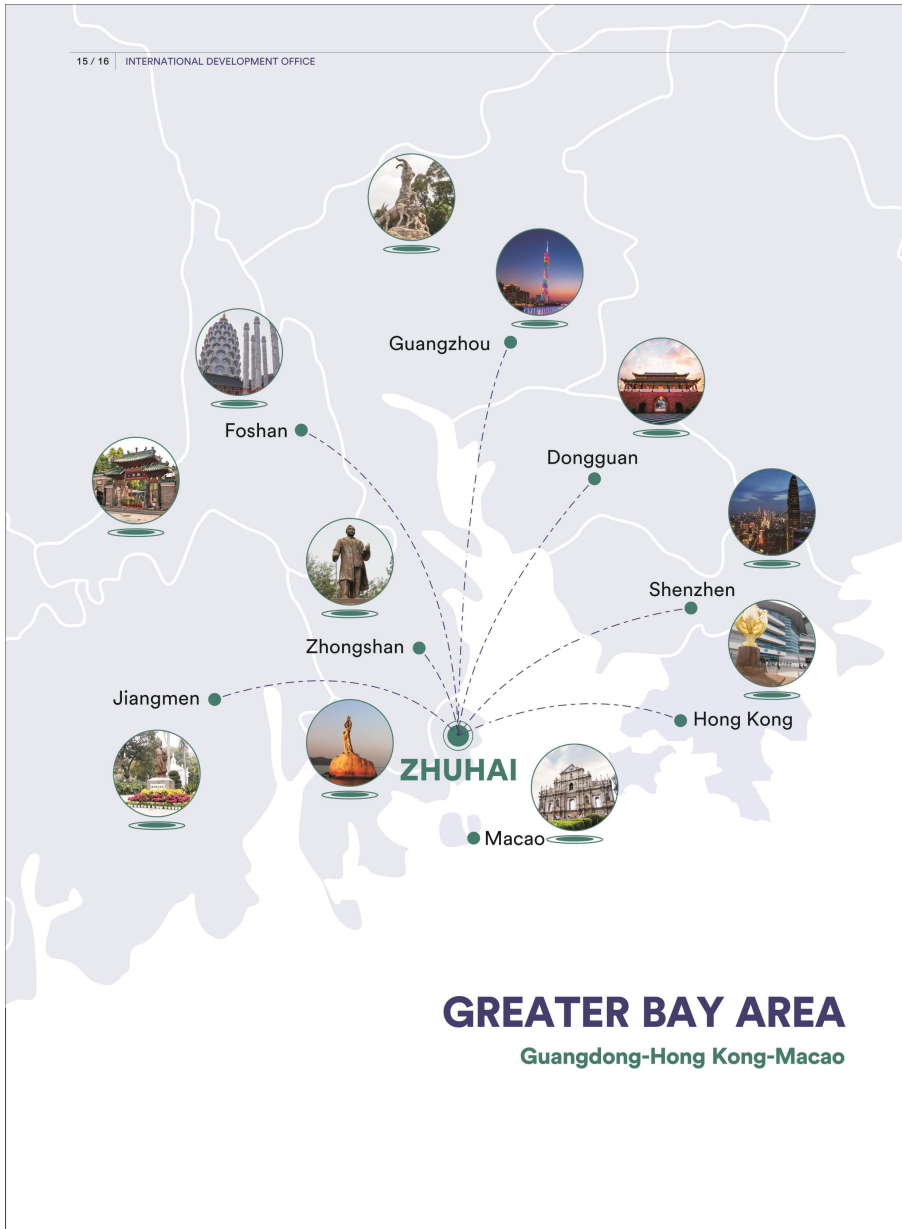 15 / 16 INTERNATIONAL DEVELOPMENT OFFICE
Guangzhou
Foshan
Dongguan
Shenzhen
Zhongshan
Jiangmen
Hong Kong
ZHUHAI
Macao
GREATER BAY AREA
Guangdong-Hong Kong-Macao